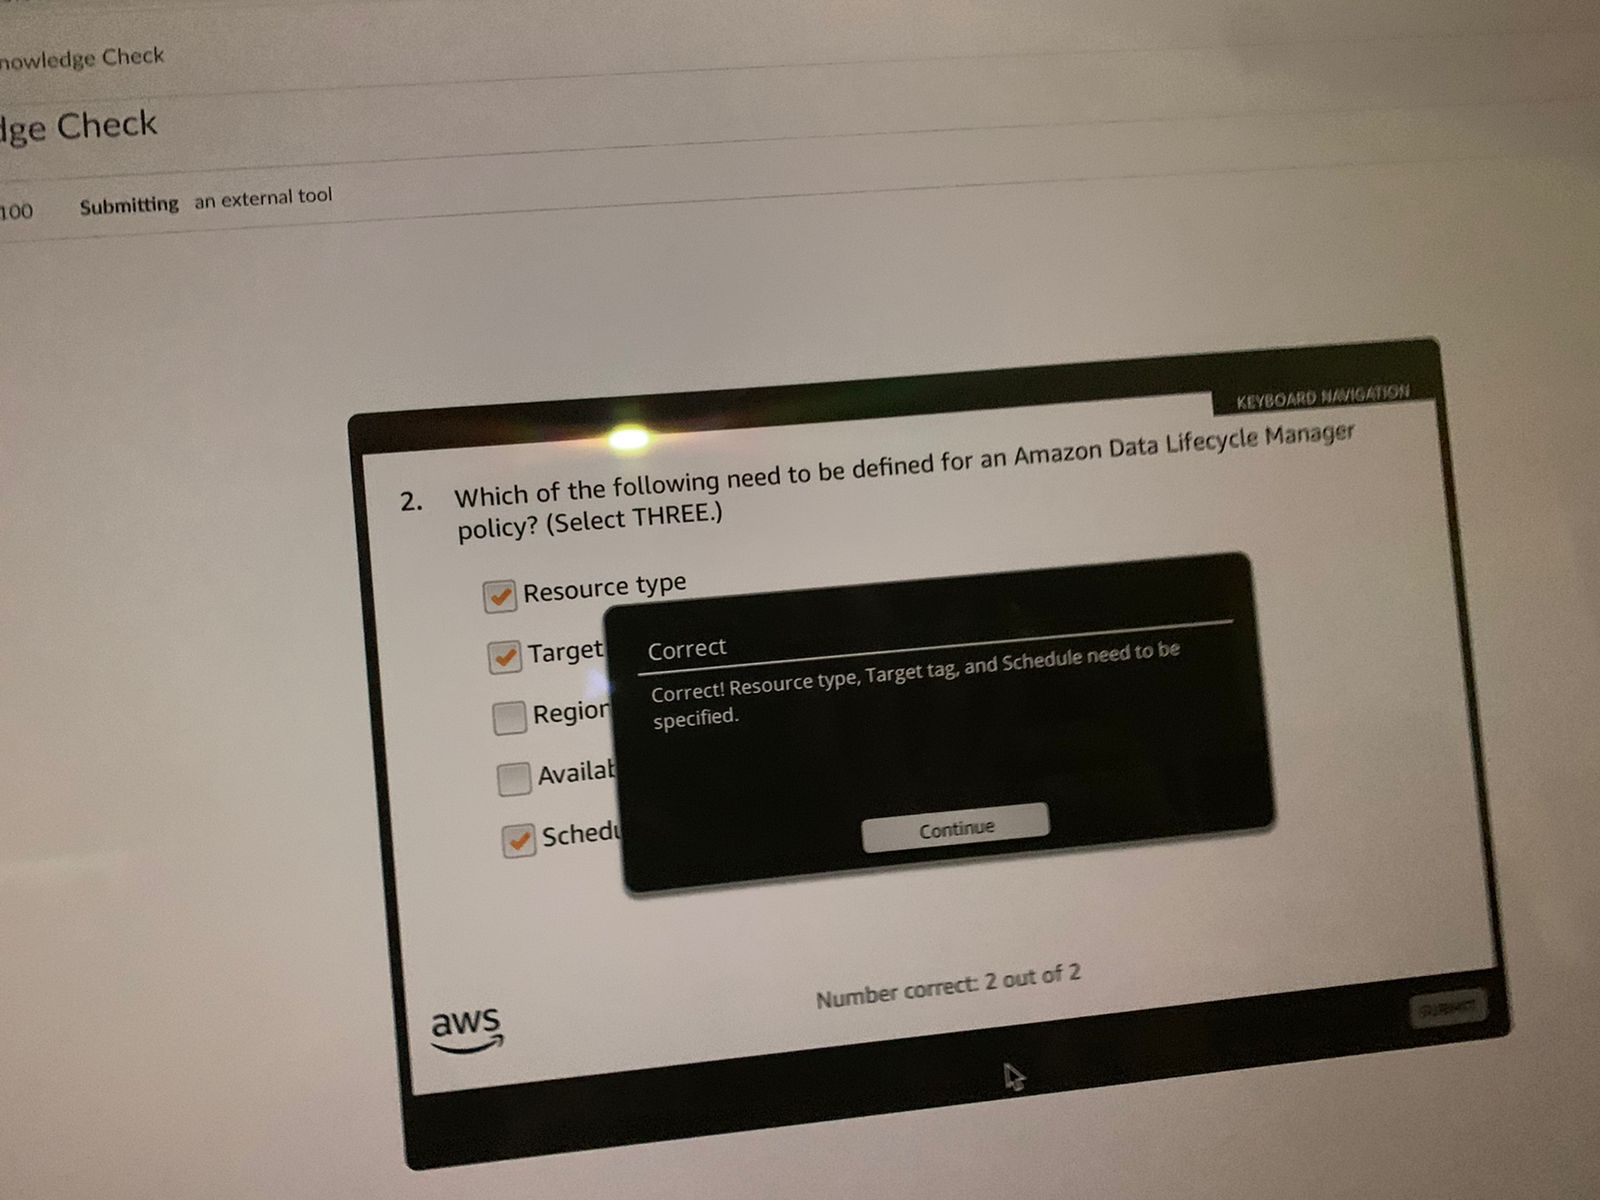 nowledge Check
dge Check
100 Submitting an external tool
KEYBOARD NAVIGATION
2. Which of the following need to be defined for an Amazon Data Lifecycle Manager
policy? (Select THREE.)
Resource type
Target
Region
Availab
Schedu
Correct
Correct! Resource type, Target tag, and Schedule need to be
specified.
Continue
Number correct: 2 out of 2
aws
SUBMIT